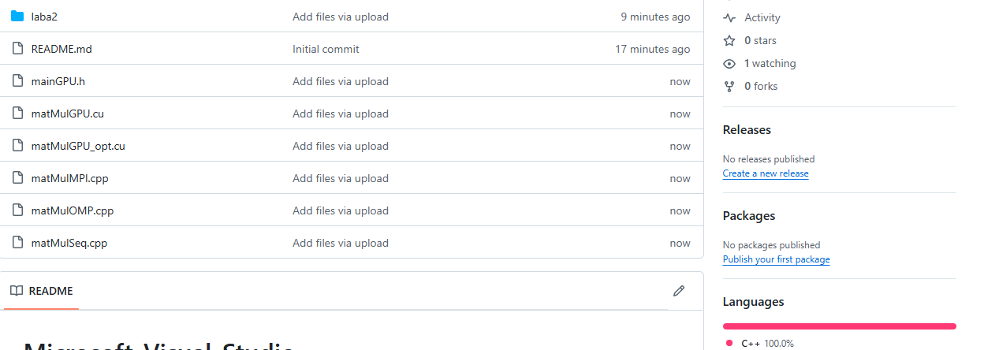 laba2 Add files via upload 9 minutes ago
README.md Initial commit 17 minutes ago
mainGPU.h Add files via upload now
matMulGPU.cu Add files via upload now
matMulGPU_opt.cu Add files via upload now
matMulMPI.cpp Add files via upload now
matMulOMP.cpp Add files via upload now
matMulSeq.cpp Add files via upload now
README
Microsoft Visual Studio
Activity
0 stars
1 watching
0 forks
Releases
No releases published
Create a new release
Packages
No packages published
Publish your first package
Languages
C++ 100.0%